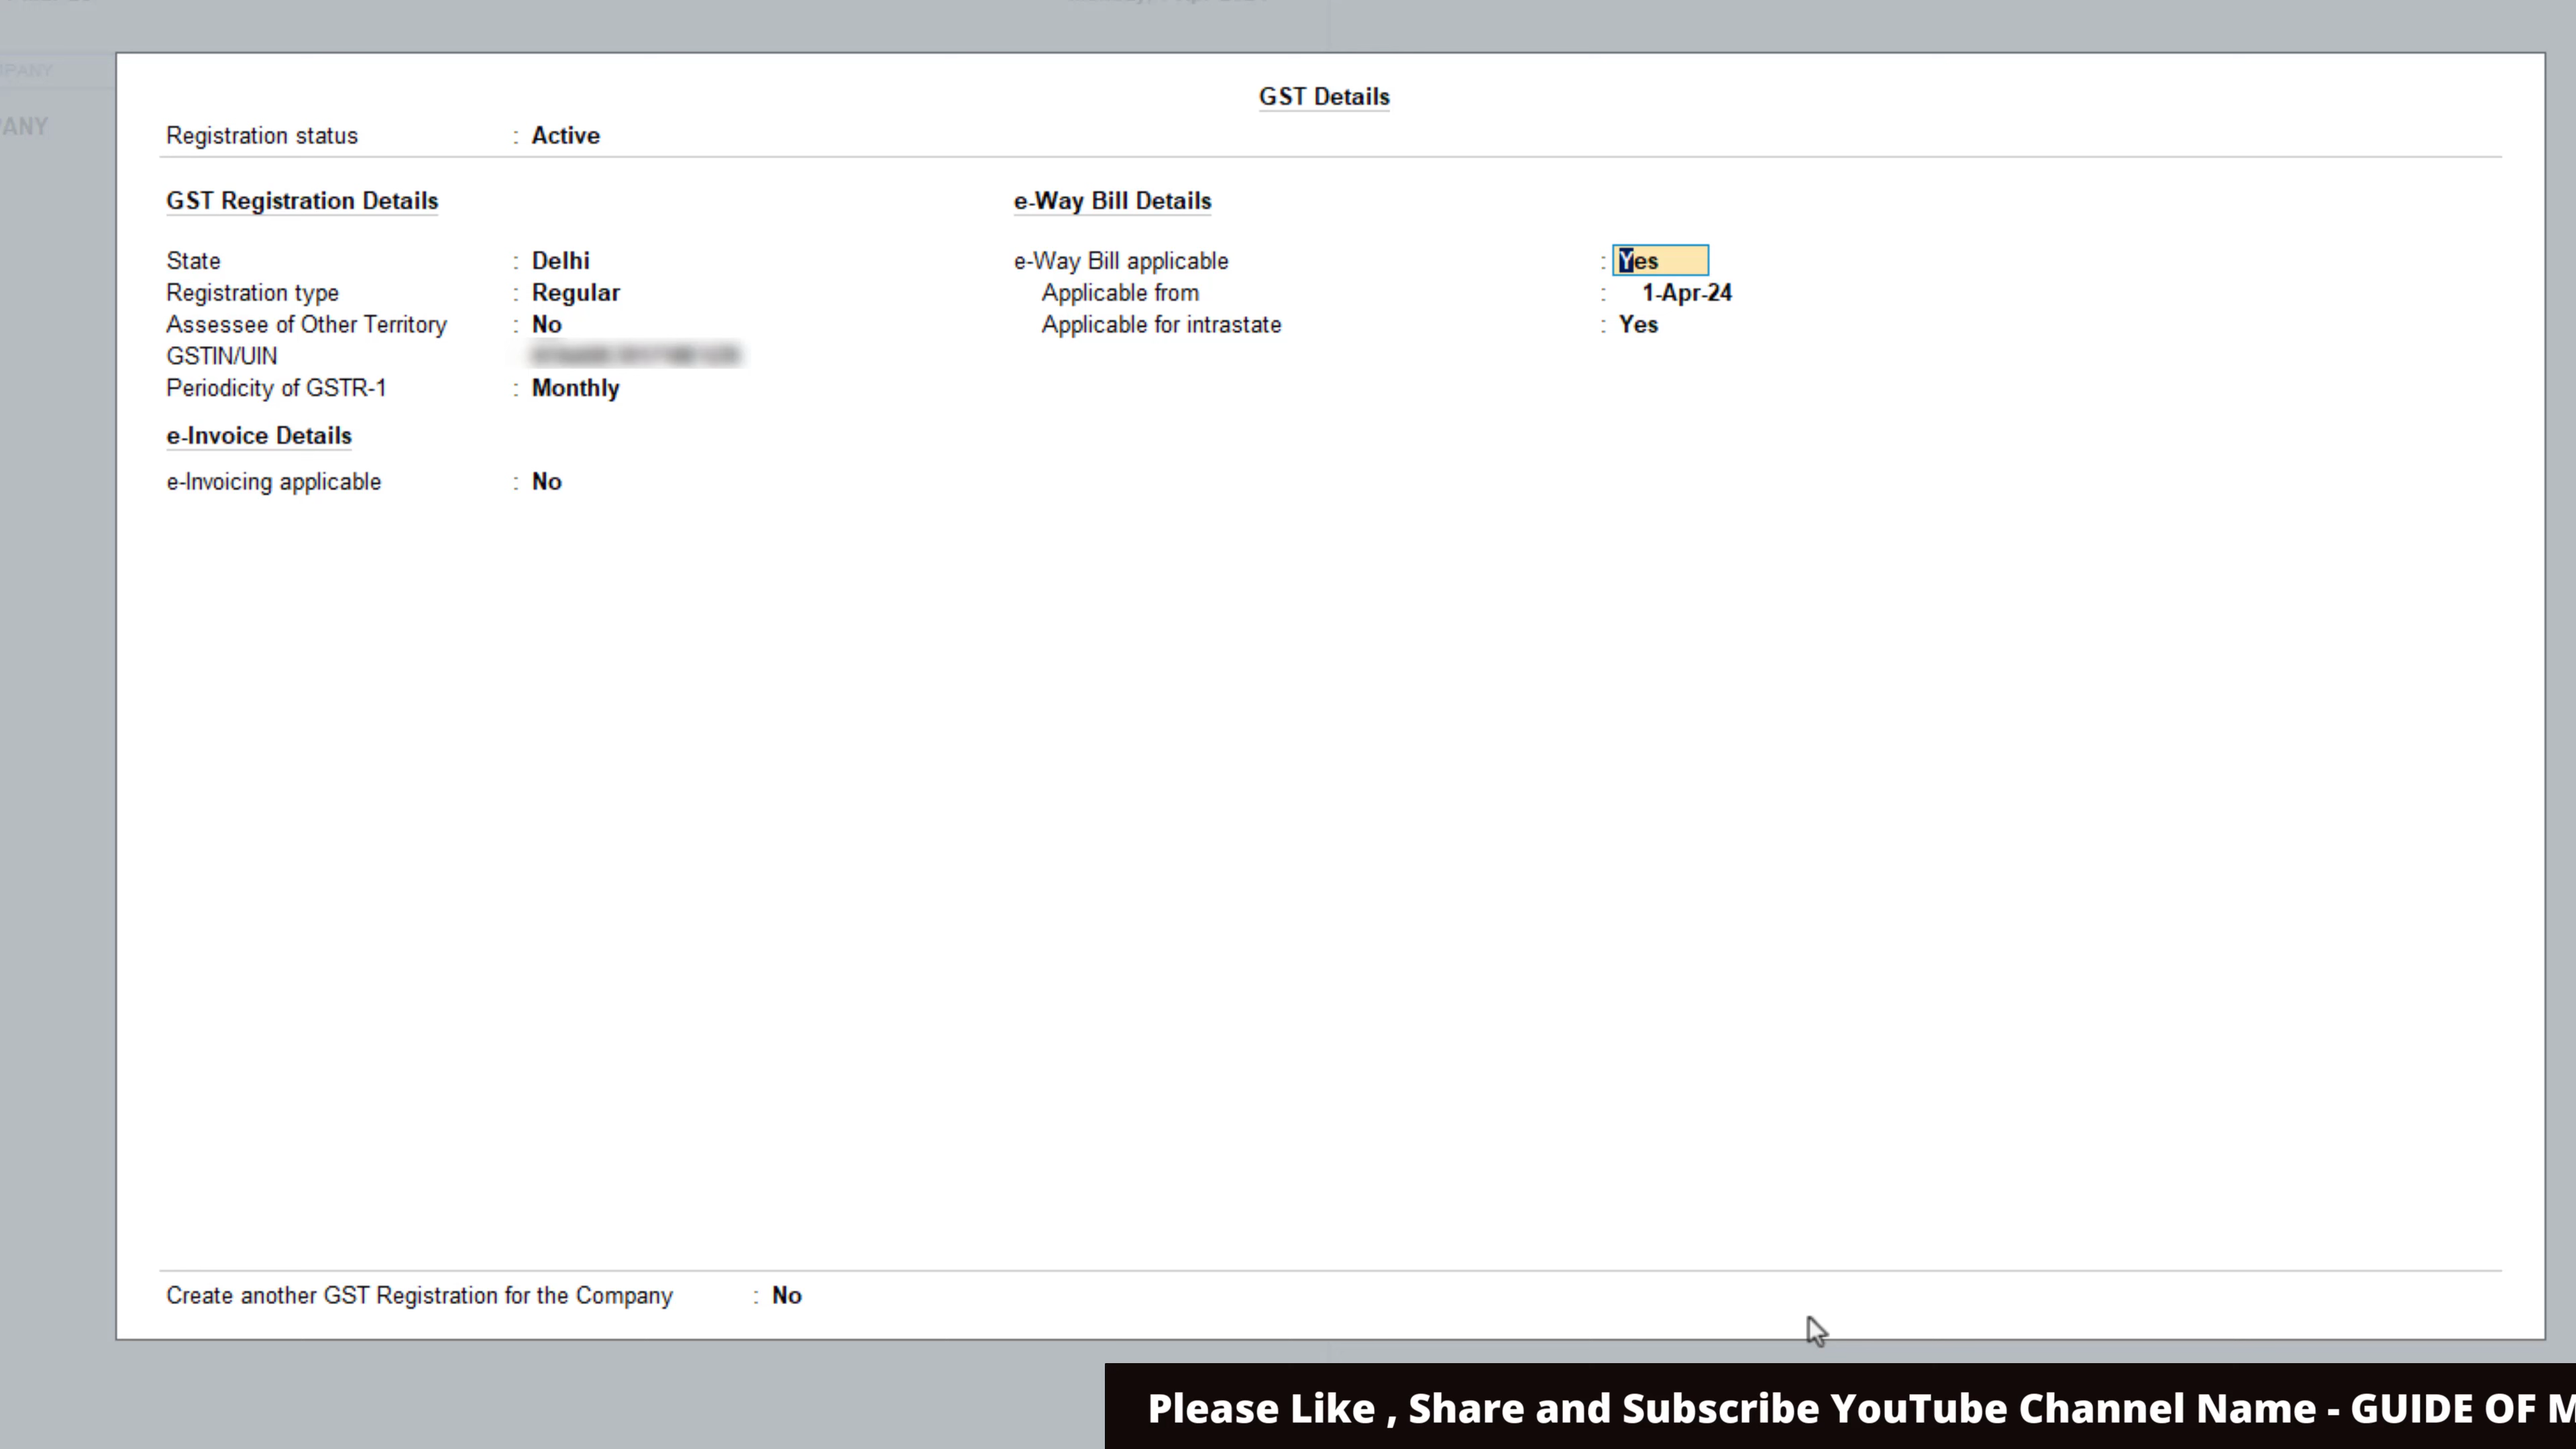 MPANY
PANY
GST Details
Registration status : Active
GST Registration Details
State : Delhi
Registration type : Regular
Assessee of Other Territory : No
GSTIN/UIN
Periodicity of GSTR-1 : Monthly
e-Invoice Details
e-Invoicing applicable : No
e-Way Bill Details
e-Way Bill applicable : Yes
Applicable from : 1-Apr-24
Applicable for intrastate : Yes
Create another GST Registration for the Company : No
Please Like , Share and Subscribe YouTube Channel Name - GUIDE OF M